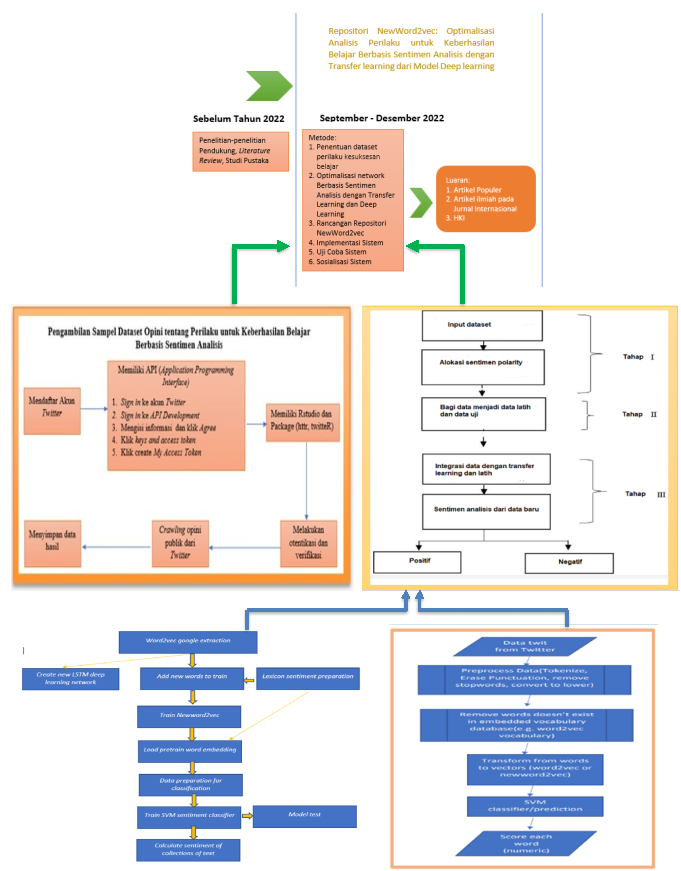 Repositori NewWord2vec: Optimalisasi
Analisis Perilaku untuk Keberhasilan
Belajar Berbasis Sentimen Analisis dengan
Transfer learning dari Model Deep learning
Sebelum Tahun 2022
September - Desember 2022
Penelitian-penelitian
Pendukung, Literature
Review, Studi Pustaka
Metode:
1. Penentuan dataset
perilaku kesuksesan
belajar
2. Optimalisasi network
Berbasis Sentimen
Analisis dengan Transfer
Learning dan Deep
Learning
3. Rancangan Repositori
NewWord2vec
4. Implementasi Sistem
5. Uji Coba Sistem
6. Sosialisasi Sistem
Luaran:
1. Artikel Populer
2. Artikel ilmiah pada
Jurnal Internasional
3. HKI
Pengambilan Sampel Dataset Opini tentang Perilaku untuk Keberhasilan Belajar
Berbasis Sentimen Analisis
Mendaftar Akun
Twitter
Memiliki API (Application Programming
Interface)
1. Sign in ke akun Twitter
2. Sign in ke API Development
3. Mengisi informasi dan klik Agree
4. Klik keys and access token
5. Klik create My Access Token
Memiliki Rstudio dan
Package (httr, twitteR)
Melakukan
otentikasi dan
verifikasi
Crawling opini
publik dari
Twitter
Menyimpan data
hasil
Input dataset
Alokasi sentimen polarity
Tahap I
Bagi data menjadi data latih
dan data uji
Tahap II
Integrasi data dengan transfer
learning dan latih
Sentimen analisis dari data baru
Tahap III
Positif
Negatif
Word2vec google extraction
Create new LSTM deep
learning network
Add new words to train
Lexicon sentiment preparation
Train Newword2vec
Load pretrain word embedding
Data preparation for
classification
Train SVM sentiment classifier
Model test
Calculate sentiment of
collections of text
Data twit
from Twitter
Preprocess Data(Tokenize,
Erase Punctuation, remove
stopwords, convert to lower)
Remove words doesn't exist
in embedded vocabulary
database(e.g. word2vec
vocabulary)
Transform from words
to vectors (word2vec or
newword2vec)
SVM
classifier/prediction
Score each
word
(numeric)